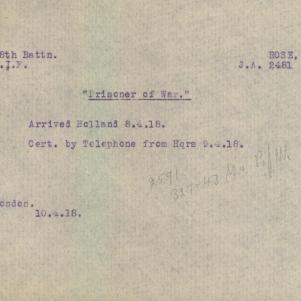 8th Battn. ROSE,
.I.F. J.A. 2481
"Prisoner of War."
Arrived Holland 8.4.18.
Cert. by Telephone from Hqrs 9.4.18.
ondon.
10.4.18.